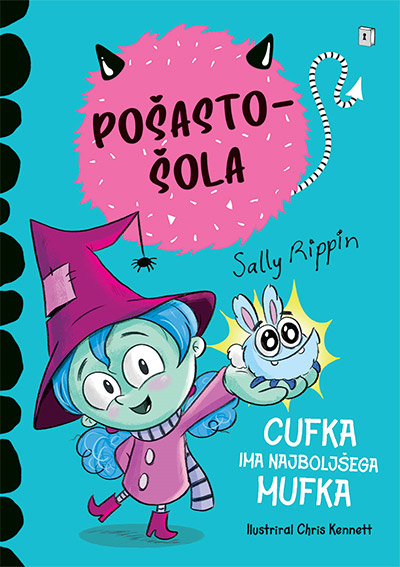 POŠASTO-
ŠOLA
Sally Rippin
CUFKA
IMA NAJBOLJŠEGA
MUFKA
Ilustriral Chris Kennett